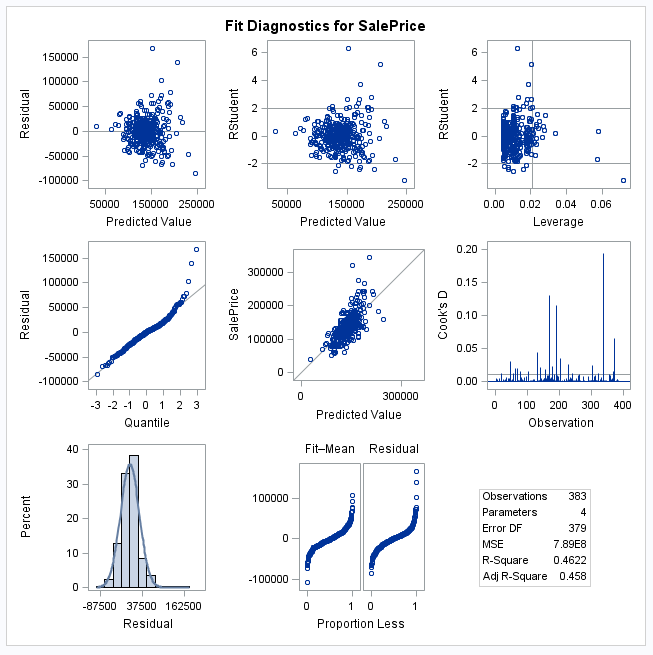 Fit Diagnostics for SalePrice
150000
100000
50000
0
-50000
-100000
Residual
50000 150000 250000
Predicted Value
6
4
2
0
-2
RStudent
50000 150000 250000
Predicted Value
6
4
2
0
-2
RStudent
0.00 0.02 0.04 0.06
Leverage
150000
100000
50000
0
-50000
-100000
Residual
-3 -2 -1 0 1 2 3
Quantile
300000
200000
100000
0
SalePrice
0 300000
Predicted Value
0.20
0.15
0.10
0.05
0.00
Cook's D
0 100 200 300 400
Observation
40
30
20
10
0
Percent
-87500 37500 162500
Residual
Fit–Mean Residual
100000
0
-100000
0 1 0 1
Proportion Less
Observations 383
Parameters 4
Error DF 379
MSE 7.89E8
R-Square 0.4622
Adj R-Square 0.458